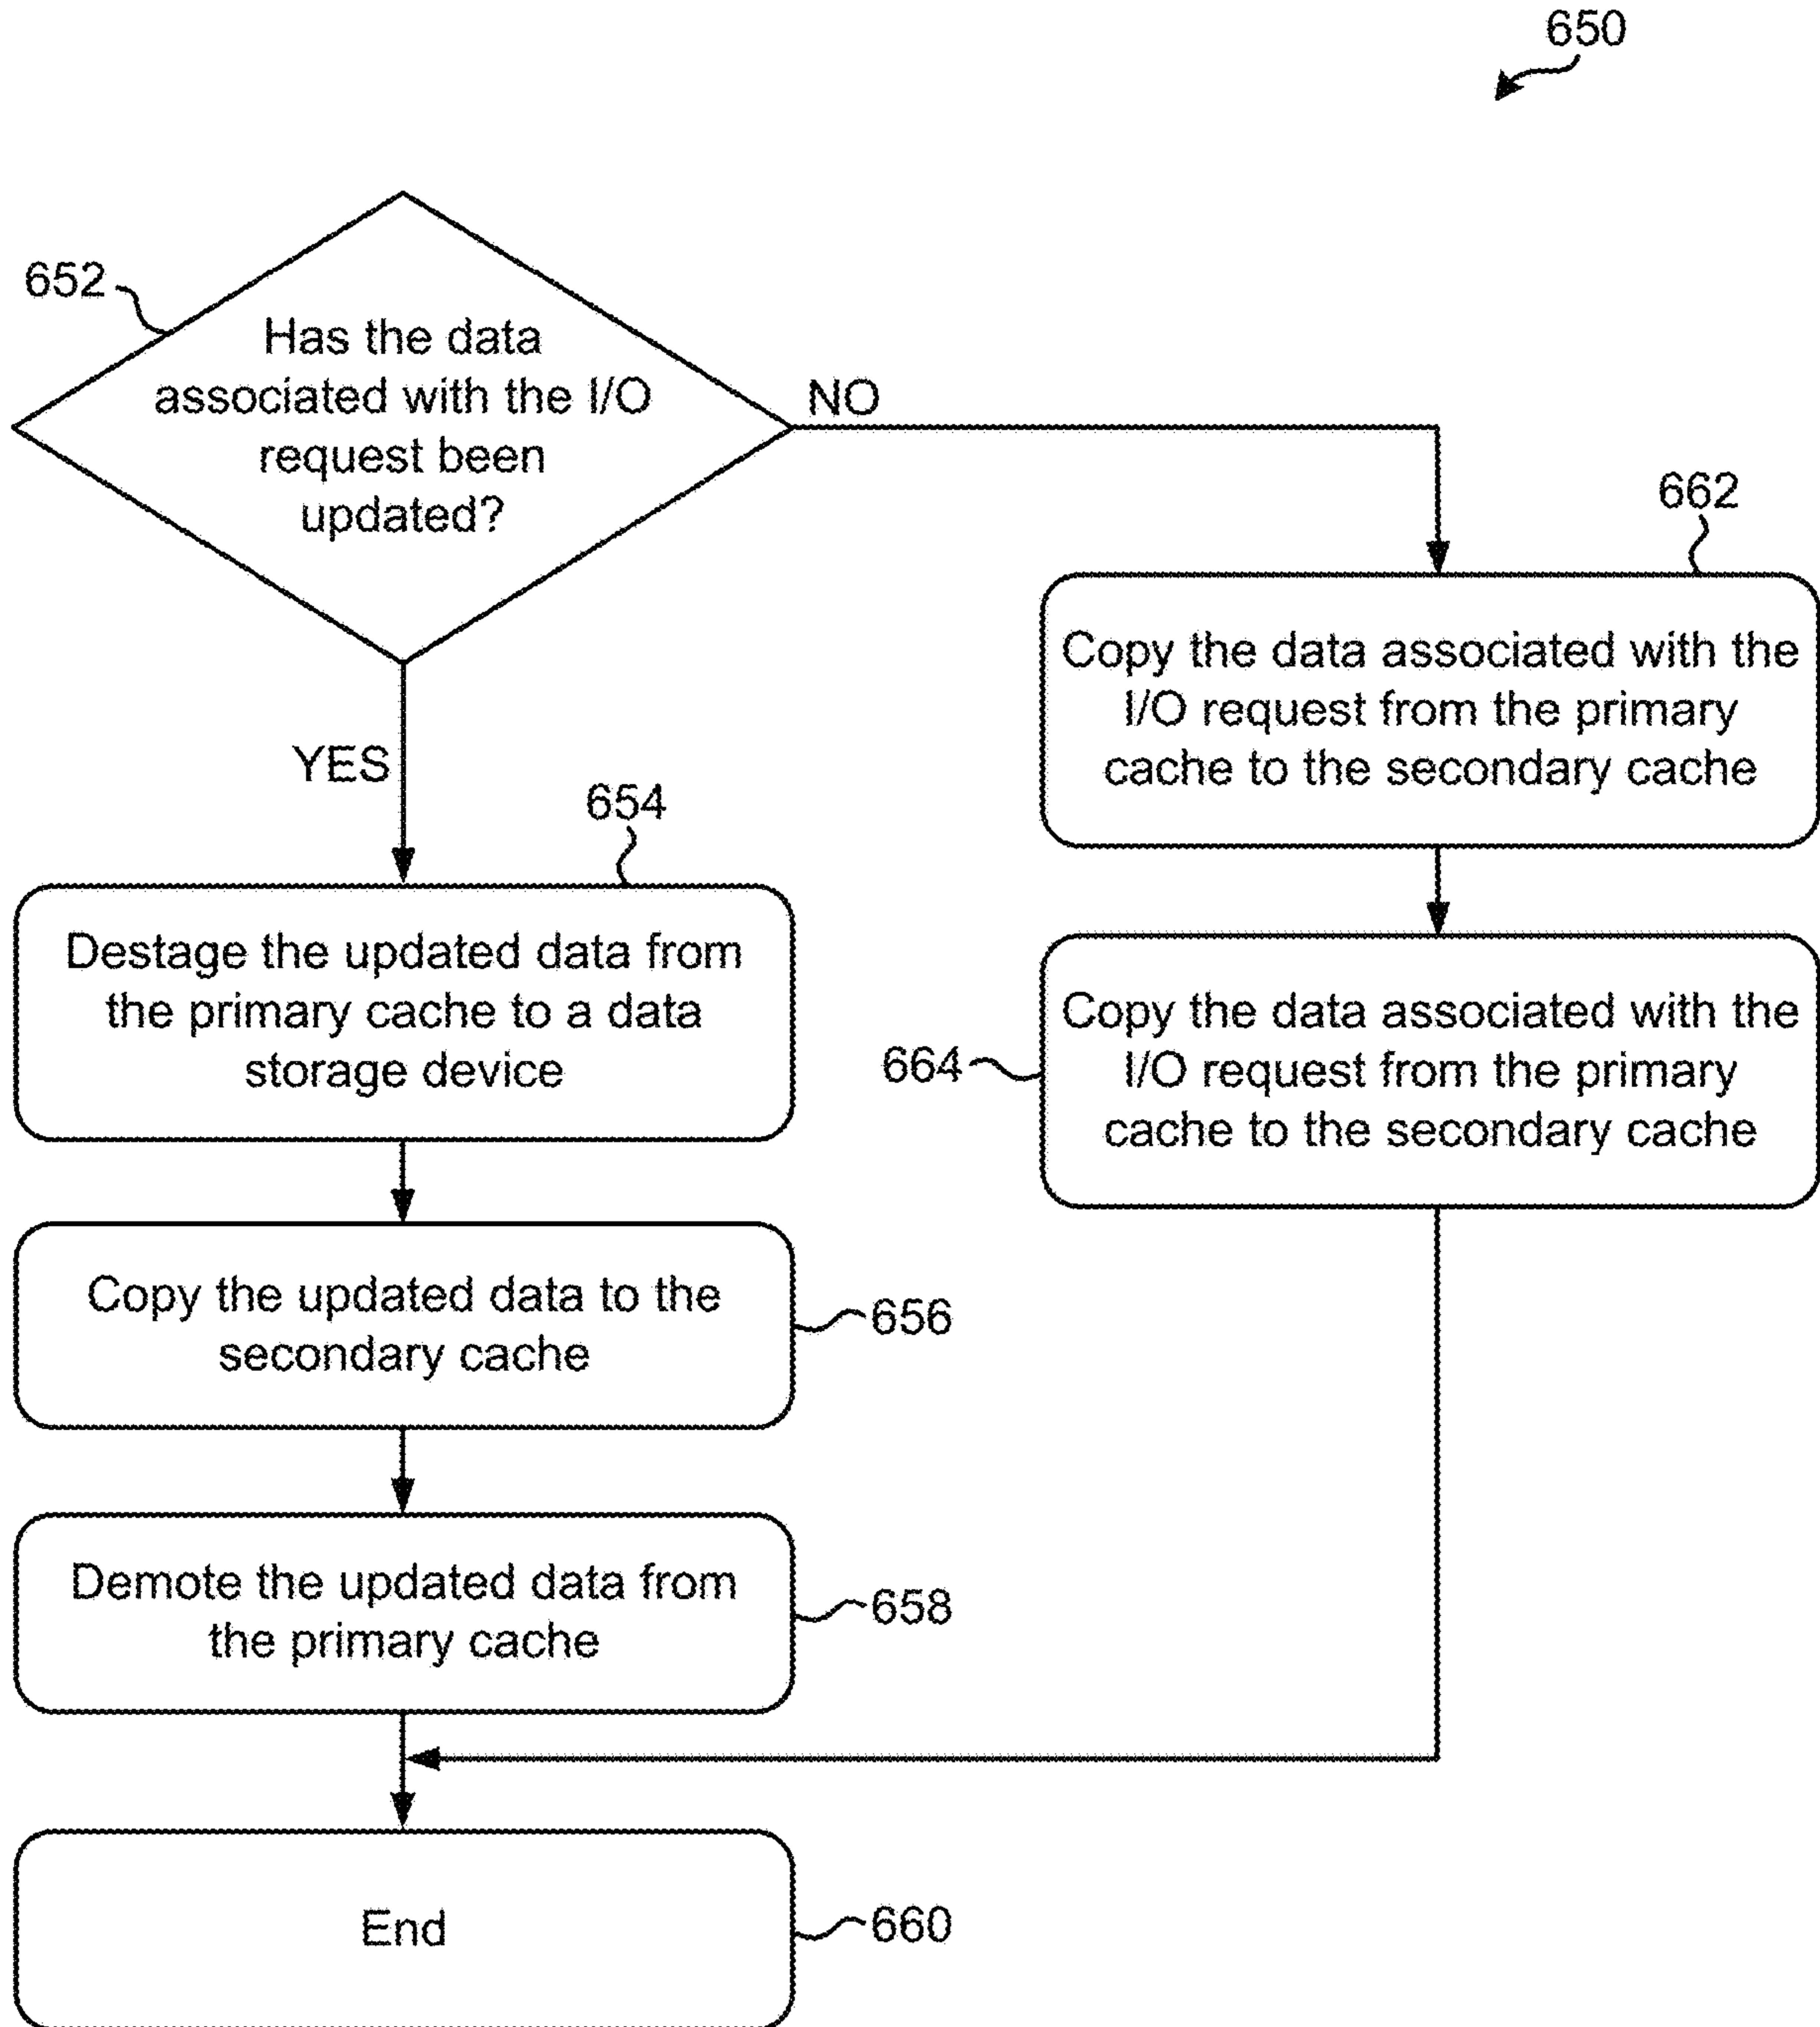 650
652
Has the data
associated with the I/O
request been
updated?
NO
YES
662
Copy the data associated with the
I/O request from the primary
cache to the secondary cache
654
Destage the updated data from
the primary cache to a data
storage device
664
Copy the data associated with the
I/O request from the primary
cache to the secondary cache
Copy the updated data to the
secondary cache
656
Demote the updated data from
the primary cache
658
End
660